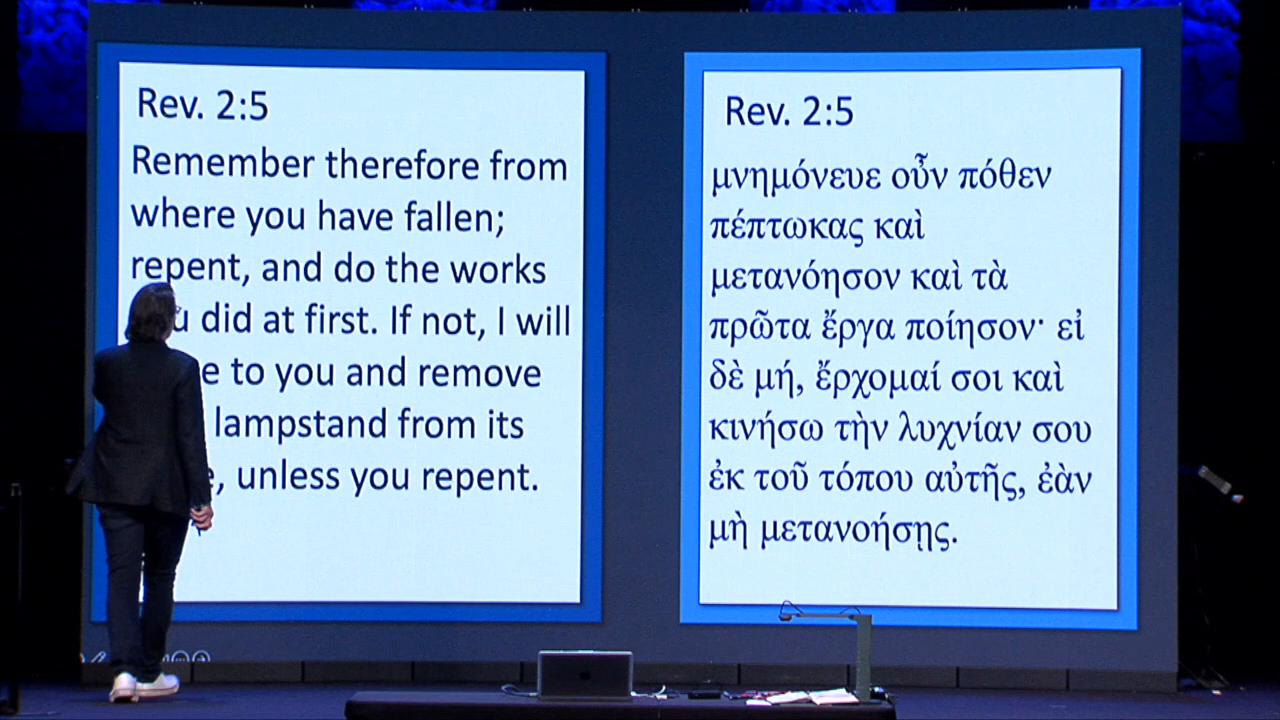 Rev. 2:5
Remember therefore from
where you have fallen;
repent, and do the works
did at first. If not, I will
to you and remove
lampstand from its
unless you repent.
Rev. 2:5
μνημόνευε οὖν πόθεν
πέπτωκας καὶ
μετανόησον καὶ τὰ
πρῶτα ἔργα ποίησον· εἰ
δὲ μή, ἔρχομαί σοι καὶ
κινήσω τὴν λυχνίαν σου
ἐκ τοῦ τόπου αὐτῆς, ἐὰν
μὴ μετανοήσῃς.